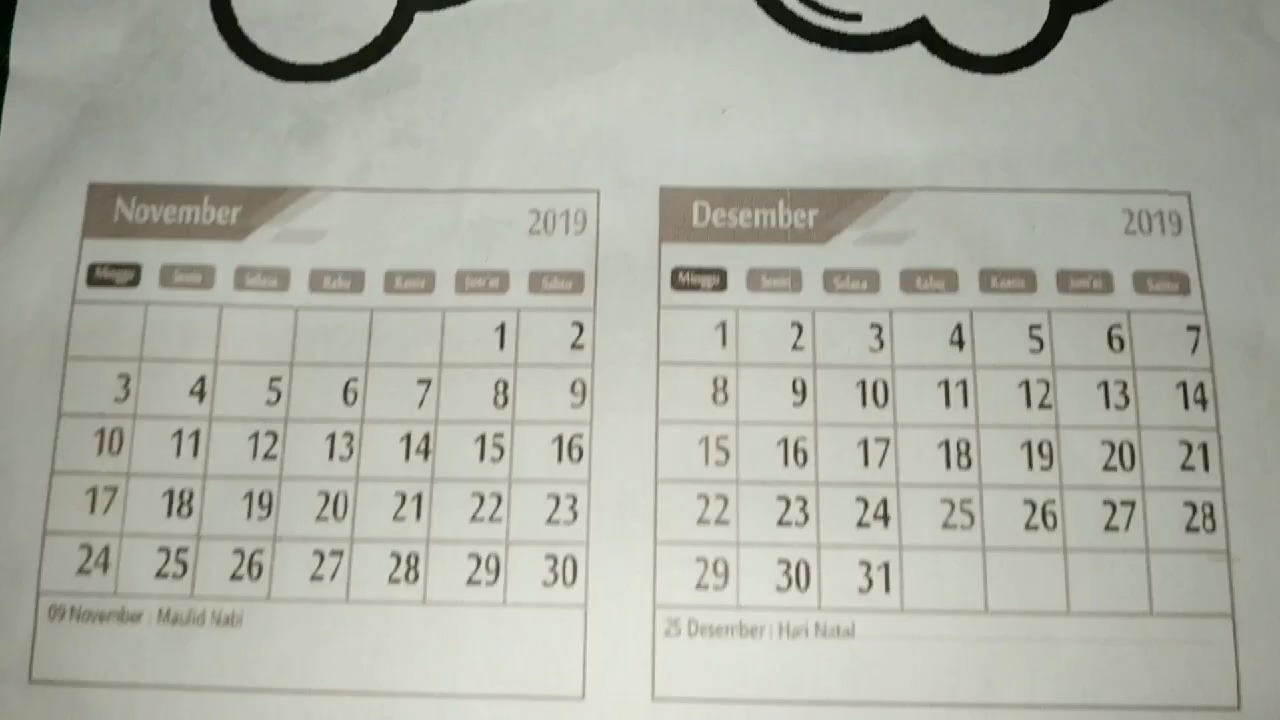 November 2019
Minggu Senin Selasa Rabu Kamis Jum'at Sabtu
1 2
3 4 5 6 7 8 9
10 11 12 13 14 15 16
17 18 19 20 21 22 23
24 25 26 27 28 29 30
09 November : Maulid Nabi
Desember 2019
Minggu Senin Selasa Rabu Kamis Jum'at Sabtu
1 2 3 4 5 6 7
8 9 10 11 12 13 14
15 16 17 18 19 20 21
22 23 24 25 26 27 28
29 30 31
25 Desember : Hari Natal